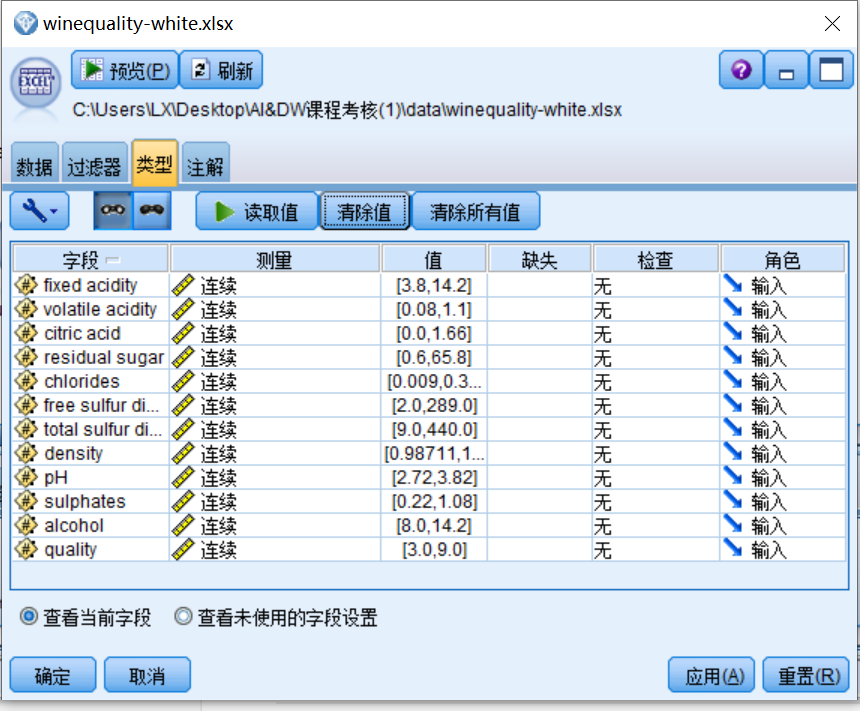 winequality-white.xlsx
EXCEL
预览(P) 刷新
C:\Users\LX\Desktop\AI&DW课程考核(1)\data\winequality-white.xlsx
数据 过滤器 类型 注解
读取值 清除值 清除所有值
字段 测量 值 缺失 检查 角色
fixed acidity 连续 [3.8,14.2] 无 输入
volatile acidity 连续 [0.08,1.1] 无 输入
citric acid 连续 [0.0,1.66] 无 输入
residual sugar 连续 [0.6,65.8] 无 输入
chlorides 连续 [0.009,0.3... 无 输入
free sulfur di... 连续 [2.0,289.0] 无 输入
total sulfur di... 连续 [9.0,440.0] 无 输入
density 连续 [0.98711,1... 无 输入
pH 连续 [2.72,3.82] 无 输入
sulphates 连续 [0.22,1.08] 无 输入
alcohol 连续 [8.0,14.2] 无 输入
quality 连续 [3.0,9.0] 无 输入
查看当前字段 查看未使用的字段设置
确定 取消 应用(A) 重置(R)